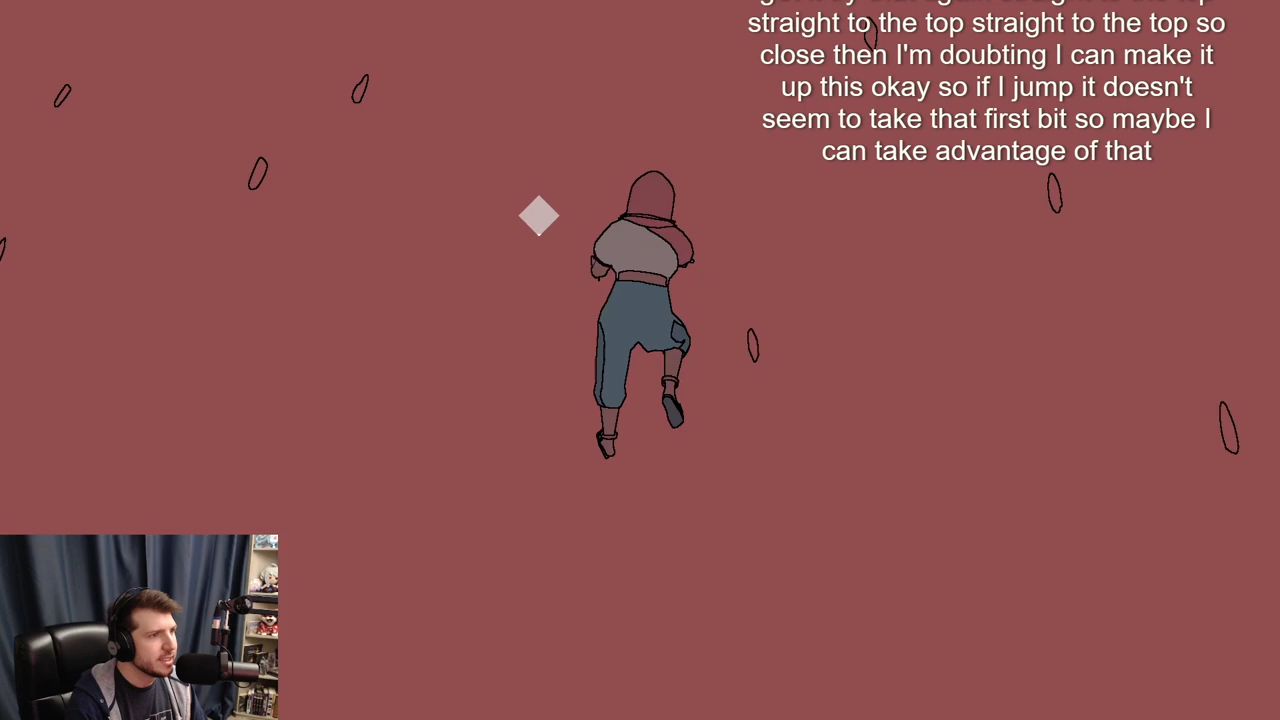 straight to the top straight to the top so
close then I'm doubting I can make it
up this okay so if I jump it doesn't
seem to take that first bit so maybe I
can take advantage of that